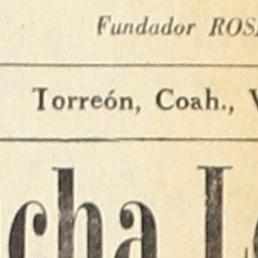 Fundador ROS
Torreón, Coah.,
cha L